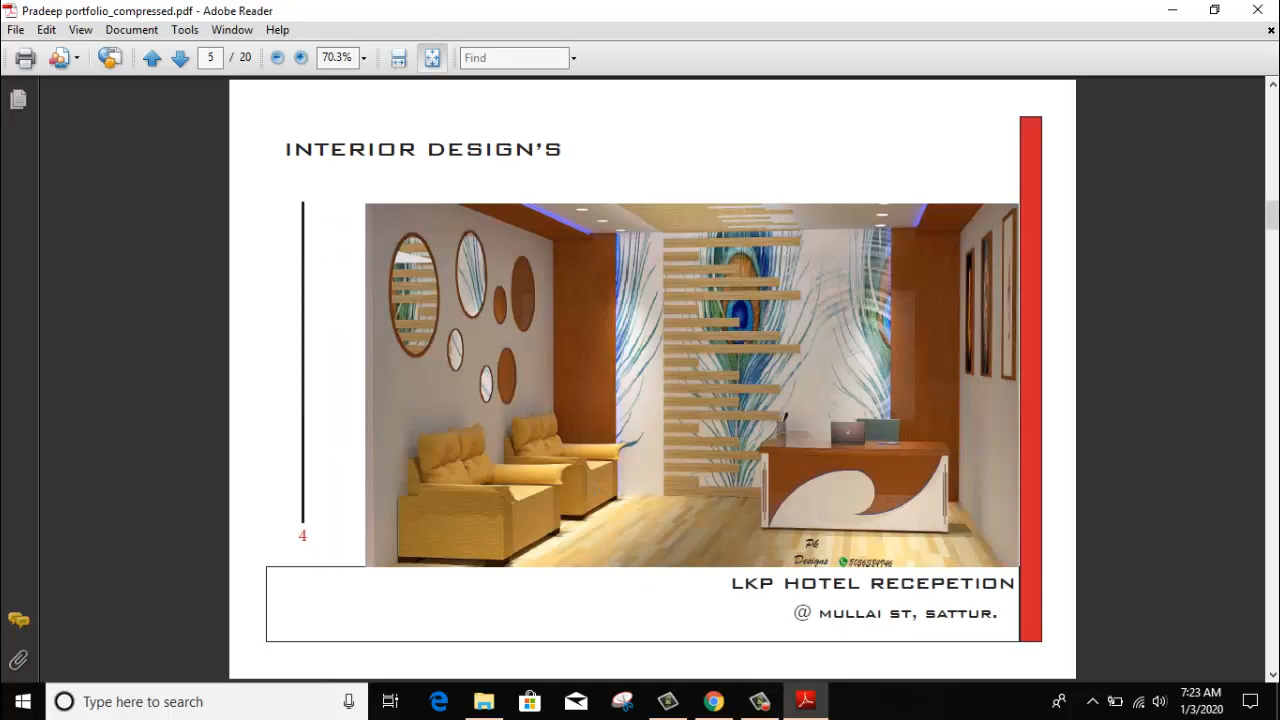 Pradeep portfolio_compressed.pdf - Adobe Reader
File Edit View Document Tools Window Help
5 / 20 70.3% Find
INTERIOR DESIGN'S
4
Designs
LKP HOTEL RECEPETION
@ MULLAI ST, SATTUR.
Type here to search
7:23 AM
1/3/2020